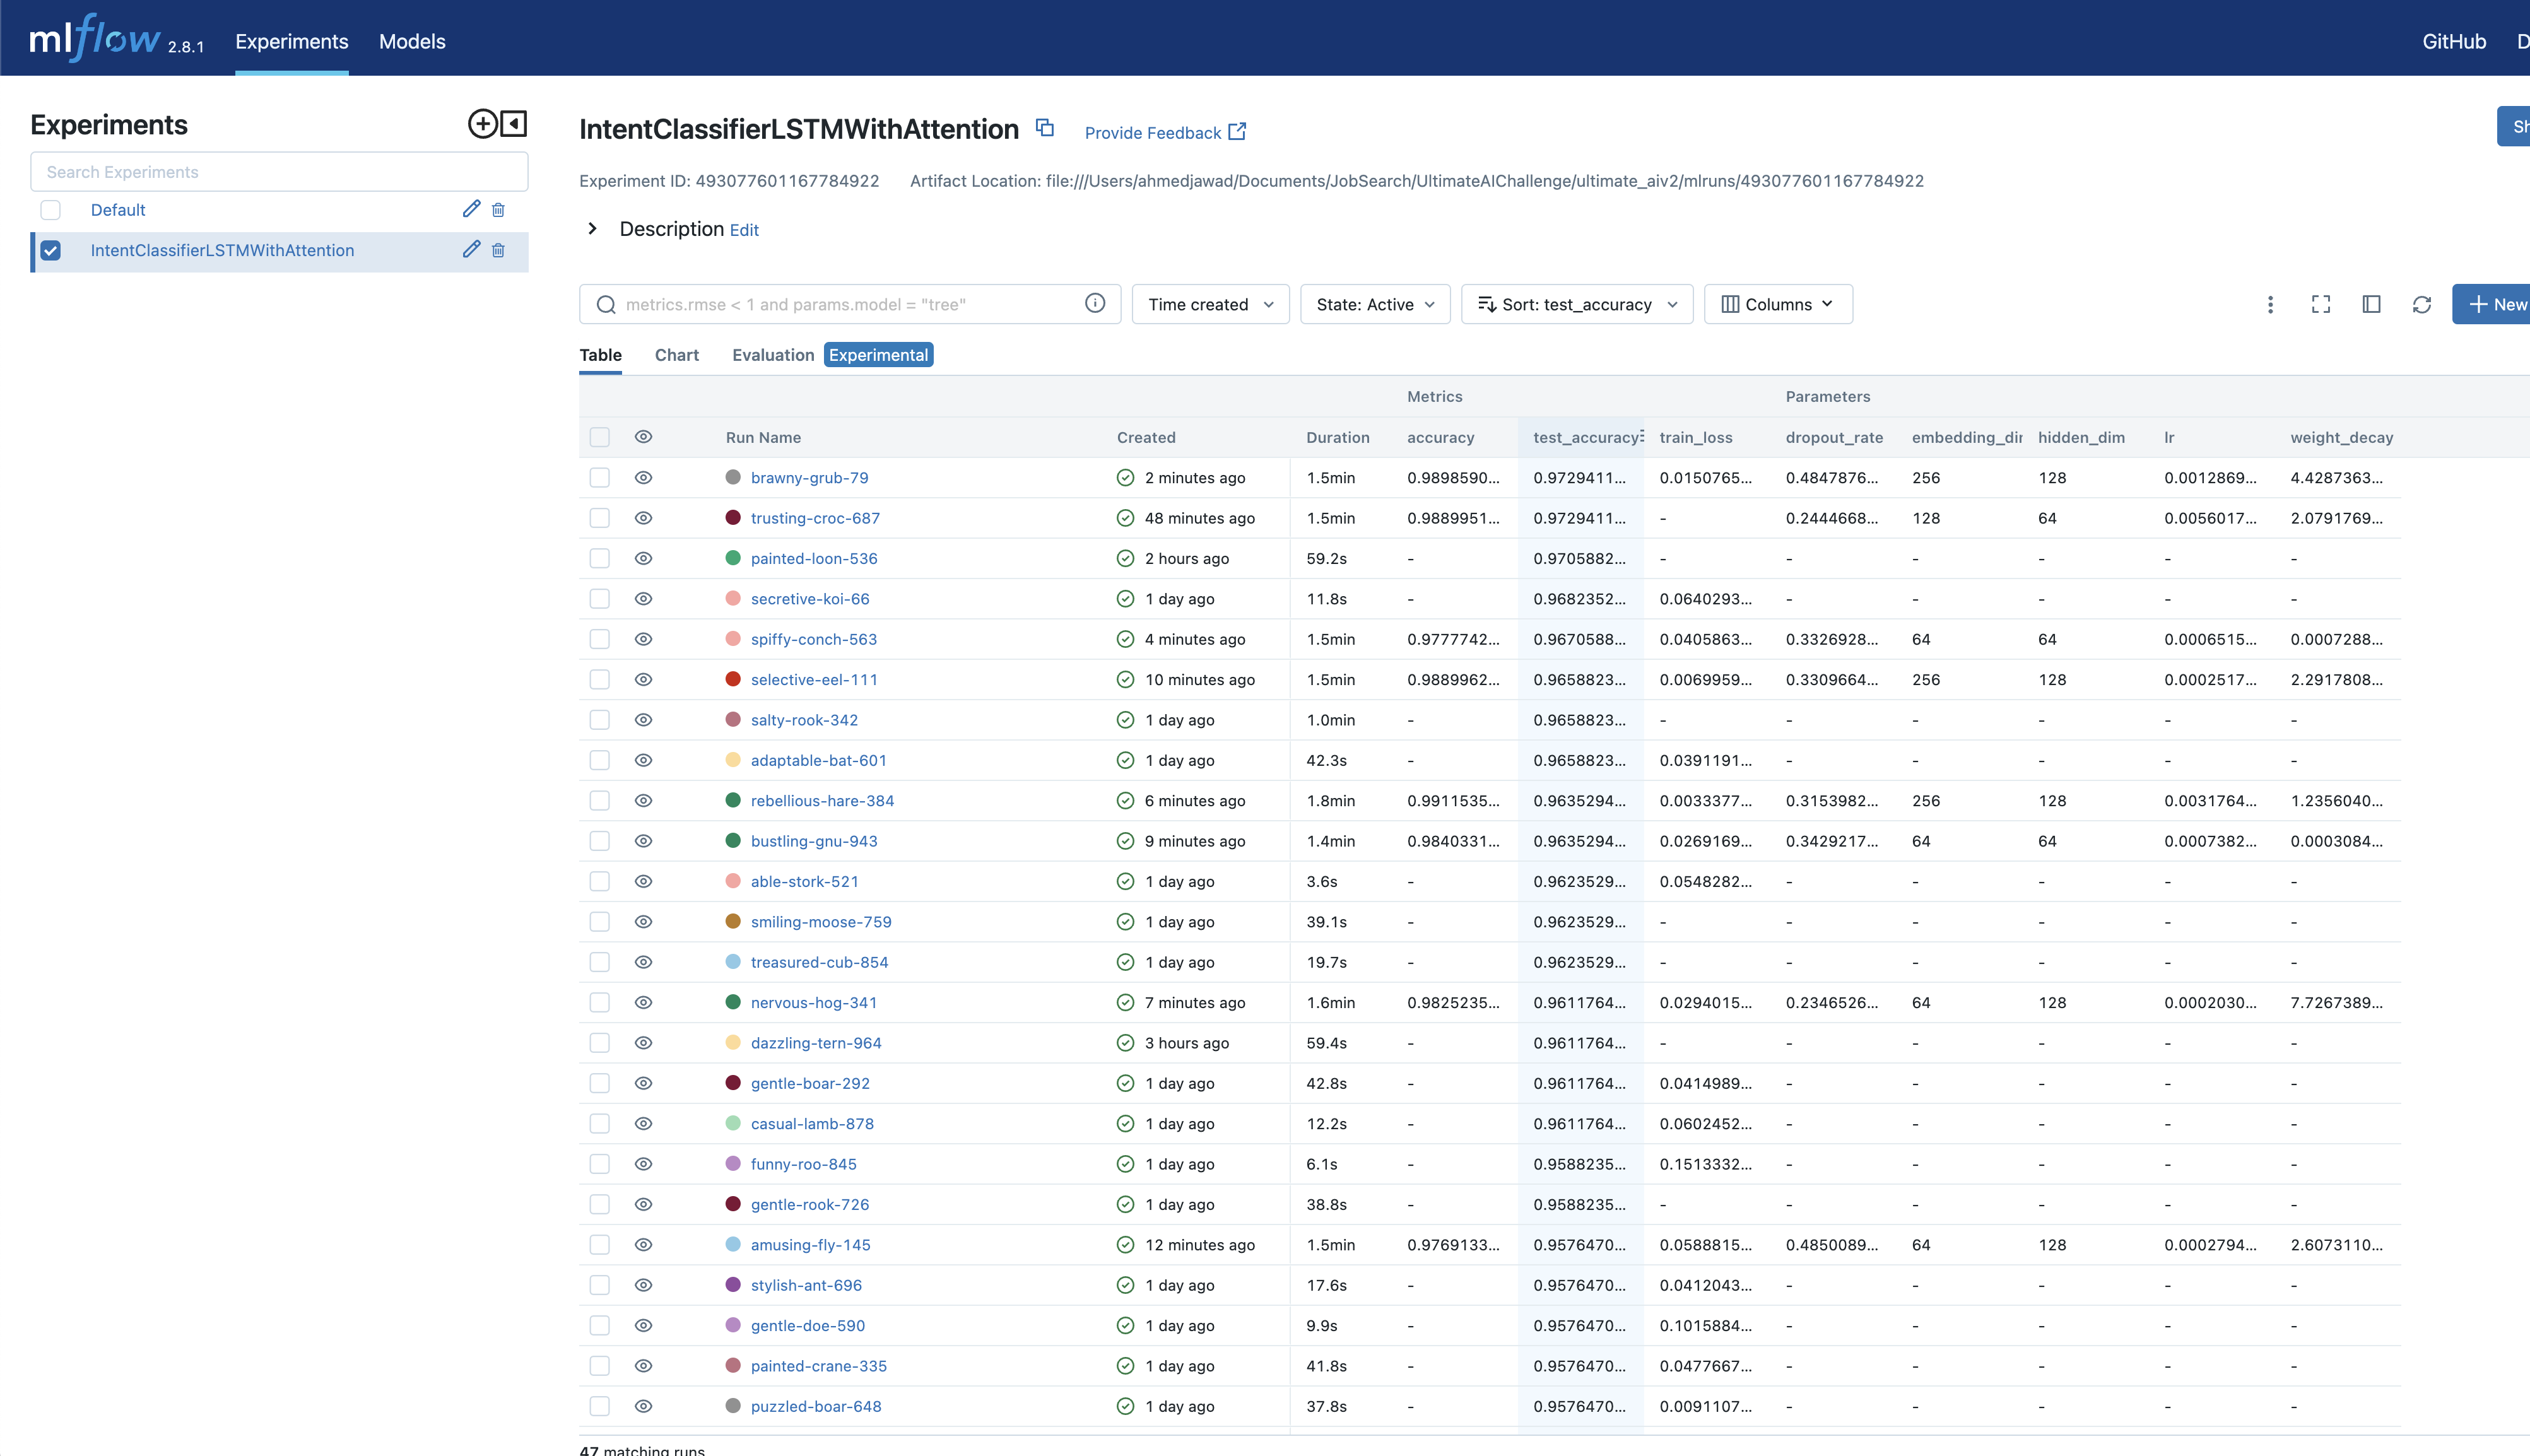 mlflow 2.8.1 Experiments Models GitHub D
Experiments
Search Experiments
Default
IntentClassifierLSTMWithAttention
IntentClassifierLSTMWithAttention Provide Feedback
Experiment ID: 493077601167784922 Artifact Location: file:///Users/ahmedjawad/Documents/JobSearch/UltimateAIChallenge/ultimate_aiv2/mlruns/493077601167784922
Sh
Description Edit
metrics.rmse < 1 and params.model = "tree" Time created State: Active Sort: test_accuracy Columns New
Table Chart Evaluation Experimental
Metrics Parameters
Run Name Created Duration accuracy test_accuracy train_loss dropout_rate embedding_dir hidden_dim lr weight_decay
brawny-grub-79 2 minutes ago 1.5min 0.9898590... 0.9729411... 0.0150765... 0.4847876... 256 128 0.0012869... 4.4287363...
trusting-croc-687 48 minutes ago 1.5min 0.9889951... 0.9729411... - 0.2444668... 128 64 0.0056017... 2.0791769...
painted-loon-536 2 hours ago 59.2s - 0.9705882... - - - - - -
secretive-koi-66 1 day ago 11.8s - 0.9682352... 0.0640293... - - - - -
spiffy-conch-563 4 minutes ago 1.5min 0.9777742... 0.9670588... 0.0405863... 0.3326928... 64 64 0.0006515... 0.0007288...
selective-eel-111 10 minutes ago 1.5min 0.9889962... 0.9658823... 0.0069959... 0.3309664... 256 128 0.0002517... 2.2917808...
salty-rook-342 1 day ago 1.0min - 0.9658823... - - - - - -
adaptable-bat-601 1 day ago 42.3s - 0.9658823... 0.0391191... - - - - -
rebellious-hare-384 6 minutes ago 1.8min 0.9911535... 0.9635294... 0.0033377... 0.3153982... 256 128 0.0031764... 1.2356040...
bustling-gnu-943 9 minutes ago 1.4min 0.9840331... 0.9635294... 0.0269169... 0.3429217... 64 64 0.0007382... 0.0003084...
able-stork-521 1 day ago 3.6s - 0.9623529... 0.0548282... - - - - -
smiling-moose-759 1 day ago 39.1s - 0.9623529... - - - - - -
treasured-cub-854 1 day ago 19.7s - 0.9623529... - - - - - -
nervous-hog-341 7 minutes ago 1.6min 0.9825235... 0.9611764... 0.0294015... 0.2346526... 64 128 0.0002030... 7.7267389...
dazzling-tern-964 3 hours ago 59.4s - 0.9611764... - - - - - -
gentle-boar-292 1 day ago 42.8s - 0.9611764... 0.0414989... - - - - -
casual-lamb-878 1 day ago 12.2s - 0.9611764... 0.0602452... - - - - -
funny-roo-845 1 day ago 6.1s - 0.9588235... 0.1513332... - - - - -
gentle-rook-726 1 day ago 38.8s - 0.9588235... - - - - - -
amusing-fly-145 12 minutes ago 1.5min 0.9769133... 0.9576470... 0.0588815... 0.4850089... 64 128 0.0002794... 2.6073110...
stylish-ant-696 1 day ago 17.6s - 0.9576470... 0.0412043... - - - - -
gentle-doe-590 1 day ago 9.9s - 0.9576470... 0.1015884... - - - - -
painted-crane-335 1 day ago 41.8s - 0.9576470... 0.0477667... - - - - -
puzzled-boar-648 1 day ago 37.8s - 0.9576470... 0.0091107... - - - - -
47 matching runs